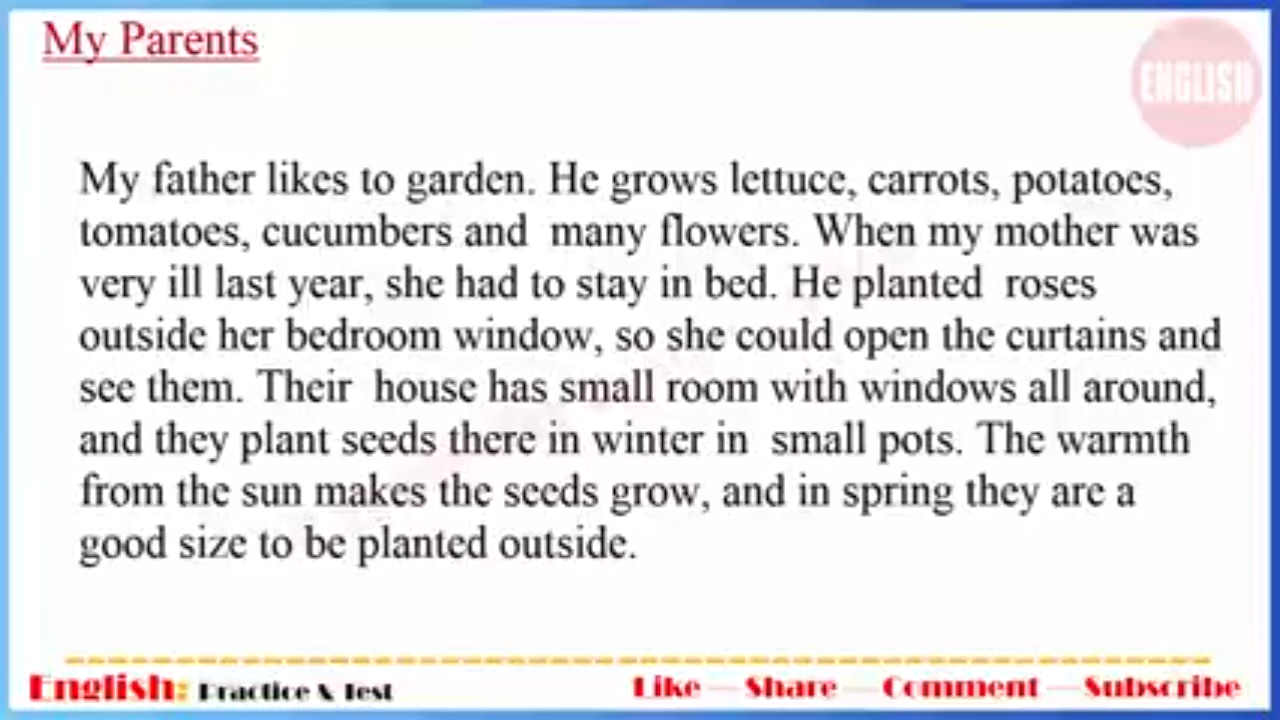 My Parents
ENGLISH
My father likes to garden. He grows lettuce, carrots, potatoes,
tomatoes, cucumbers and many flowers. When my mother was
very ill last year, she had to stay in bed. He planted roses
outside her bedroom window, so she could open the curtains and
see them. Their house has small room with windows all around,
and they plant seeds there in winter in small pots. The warmth
from the sun makes the seeds grow, and in spring they are a
good size to be planted outside.
English: Practice & Test
Like — Share — Comment — Subscribe